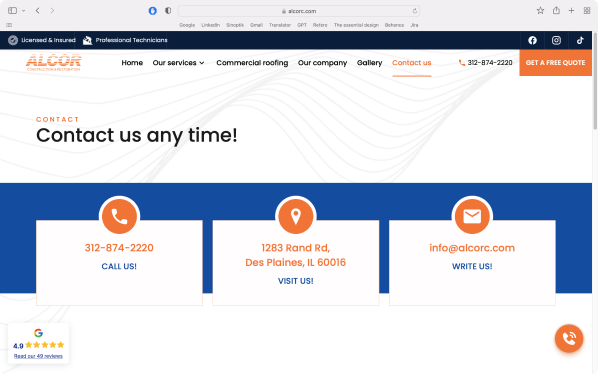 alcorc.com
Google LinkedIn Sinoptik Gmail Translator GPT Retire The essential design Behance Jira
Licensed & Insured Professional Technicians
ALCOR
CONSTRUCTION & RESTORATION
Home Our services Commercial roofing Our company Gallery Contact us 312-874-2220 GET A FREE QUOTE
CONTACT
Contact us any time!
312-874-2220
CALL US!
1283 Rand Rd,
Des Plaines, IL 60016
VISIT US!
info@alcorc.com
WRITE US!
4.9
Read our 49 reviews